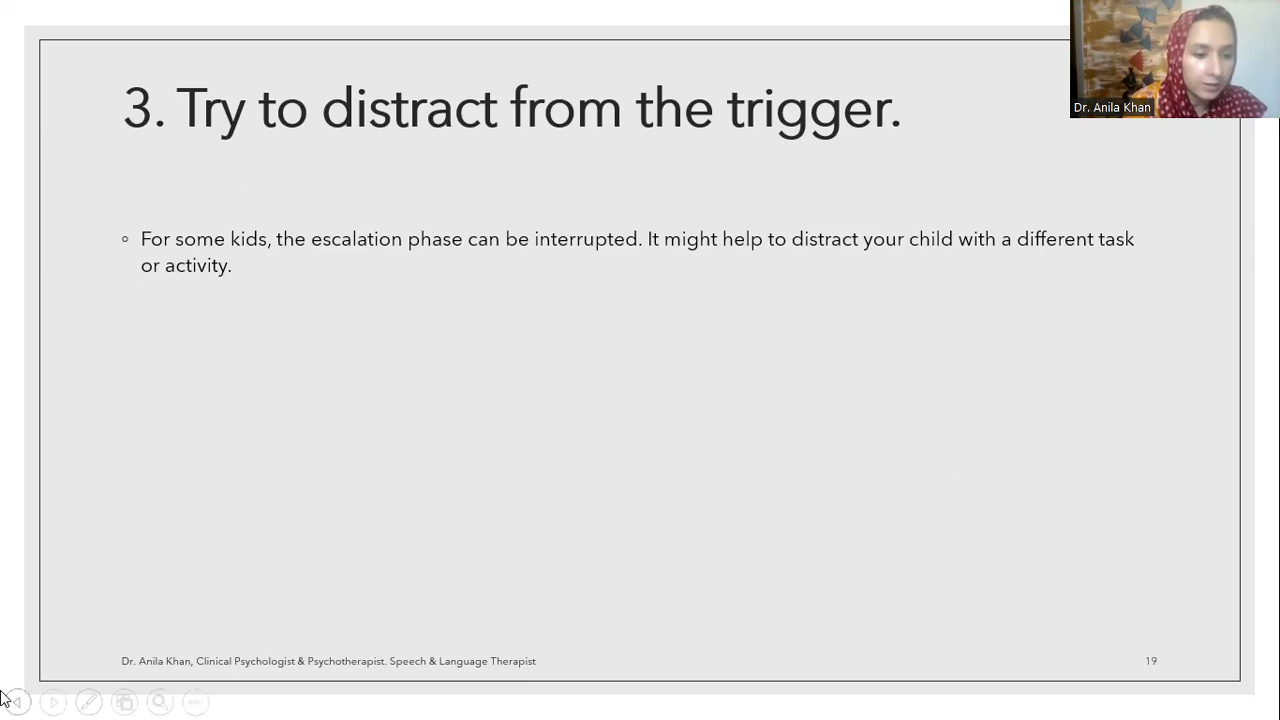 3. Try to distract from the trigger.
Dr. Anila Khan
◦ For some kids, the escalation phase can be interrupted. It might help to distract your child with a different task
or activity.
Dr. Anila Khan, Clinical Psychologist & Psychotherapist. Speech & Language Therapist
19